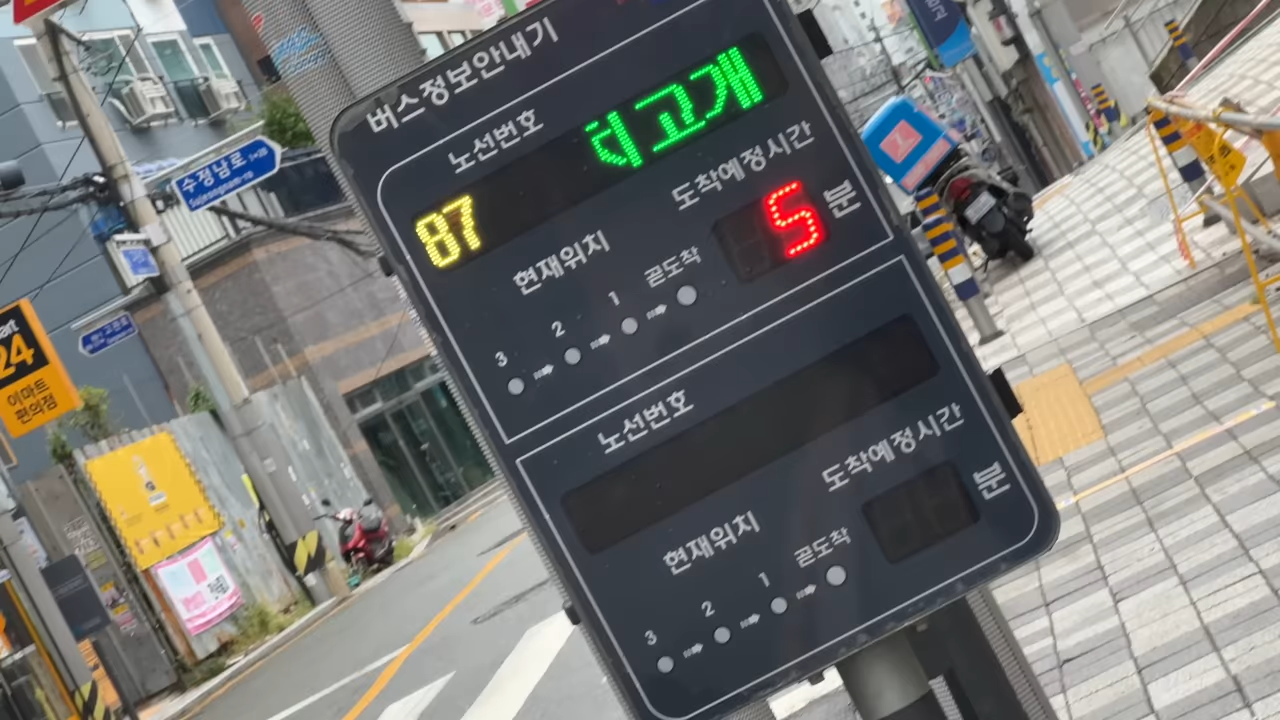 버스정보안내기
노선번호
87 터고개
도착예정시간
5 분
현재위치
3 2 1 곧도착
노선번호
도착예정시간
분
현재위치
3 2 1 곧도착
수정남로
Sujeongnam-ro
24
이마트
편의점